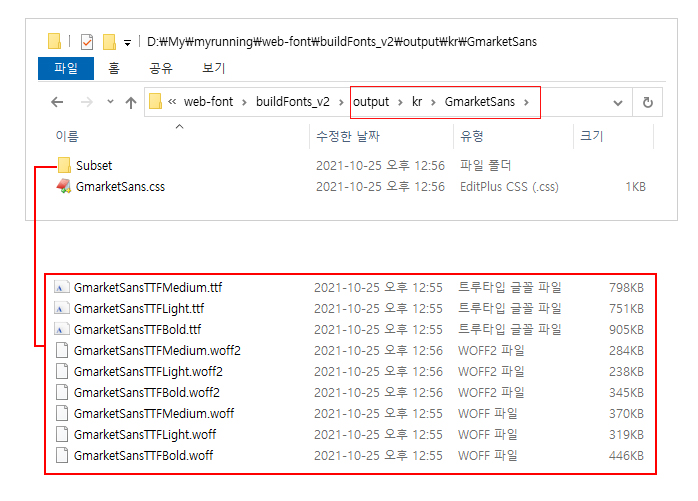 D:₩My₩myrunning₩web-font₩buildFonts_v2₩output₩kr₩GmarketSans
파일 홈 공유 보기
« web-font › buildFonts_v2 › output › kr › GmarketSans ›
이름 수정한 날짜 유형 크기
Subset 2021-10-25 오후 12:56 파일 폴더
GmarketSans.css 2021-10-25 오후 12:56 EditPlus CSS (.css) 1KB
GmarketSansTTFMedium.ttf 2021-10-25 오후 12:55 트루타입 글꼴 파일 798KB
GmarketSansTTFLight.ttf 2021-10-25 오후 12:55 트루타입 글꼴 파일 751KB
GmarketSansTTFBold.ttf 2021-10-25 오후 12:55 트루타입 글꼴 파일 905KB
GmarketSansTTFMedium.woff2 2021-10-25 오후 12:56 WOFF2 파일 284KB
GmarketSansTTFLight.woff2 2021-10-25 오후 12:56 WOFF2 파일 238KB
GmarketSansTTFBold.woff2 2021-10-25 오후 12:56 WOFF2 파일 345KB
GmarketSansTTFMedium.woff 2021-10-25 오후 12:55 WOFF 파일 370KB
GmarketSansTTFLight.woff 2021-10-25 오후 12:55 WOFF 파일 319KB
GmarketSansTTFBold.woff 2021-10-25 오후 12:55 WOFF 파일 446KB